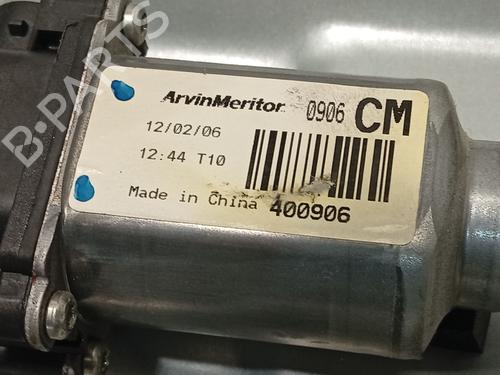 B-PARTS
ArvinMeritor 0906 CM
12/02/06
12:44 T10
Made in China 400906